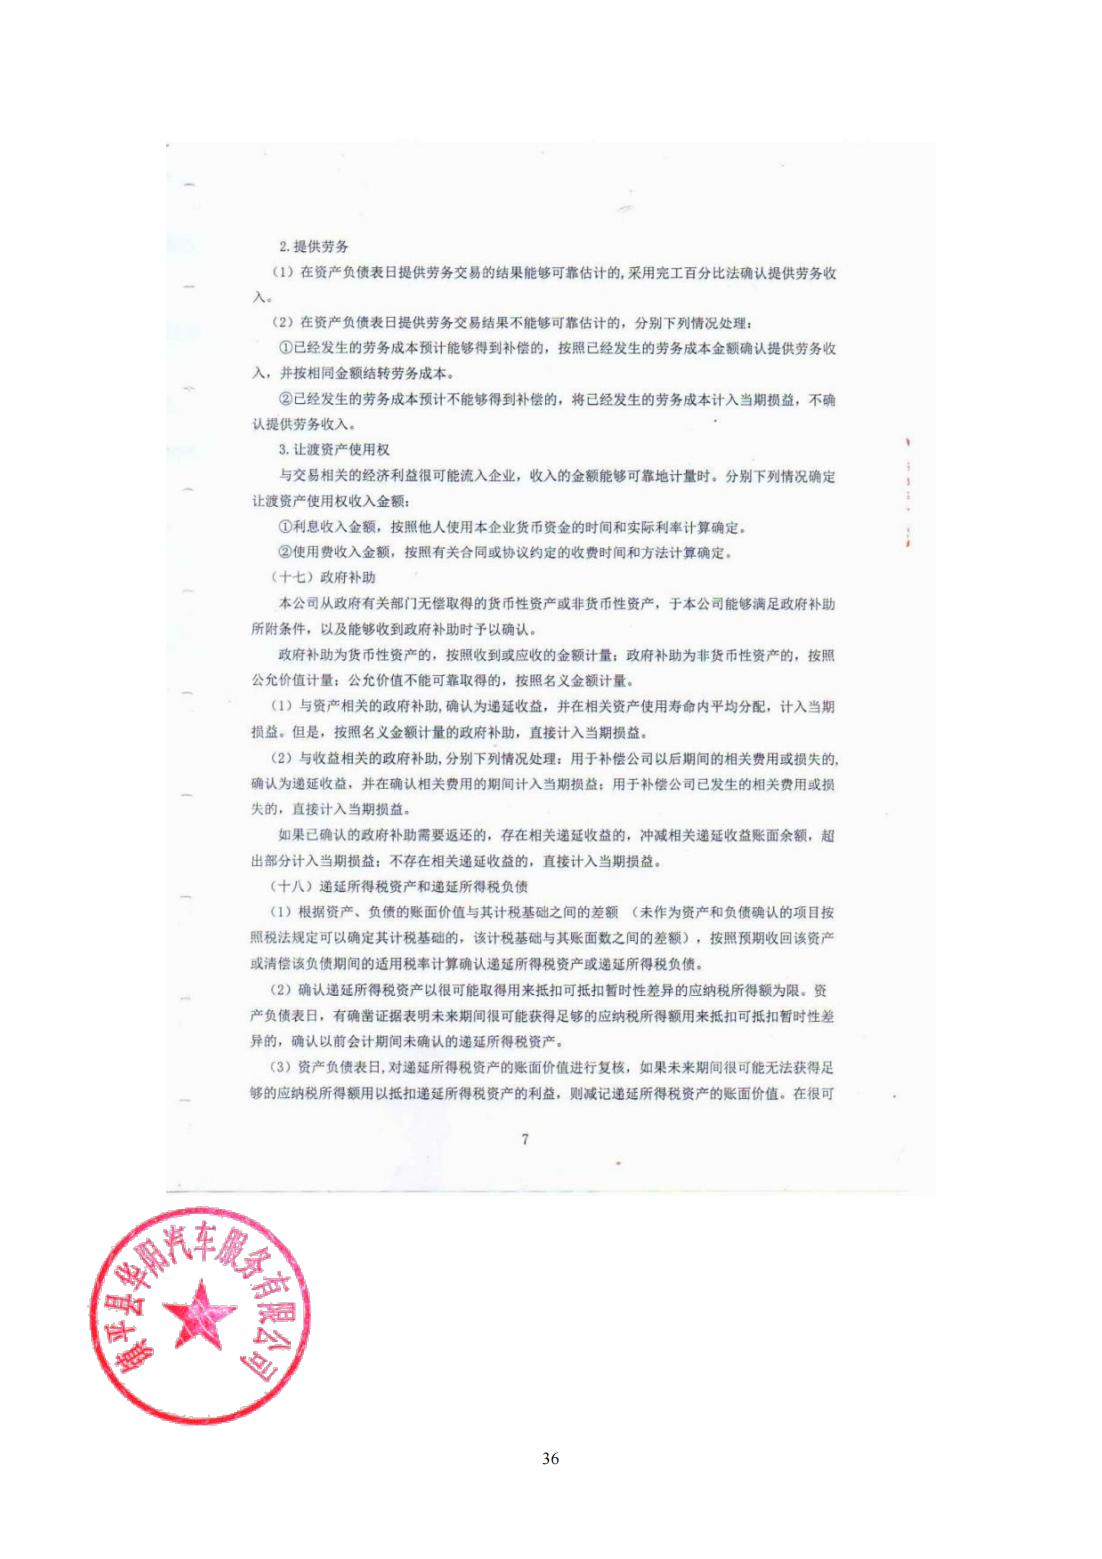 2.提供劳务
（1）在资产负债表日提供劳务交易的结果能够可靠估计的,采用完工百分比法确认提供劳务收
入。
（2）在资产负债表日提供劳务交易结果不能够可靠估计的，分别下列情况处理：
①已经发生的劳务成本预计能够得到补偿的，按照已经发生的劳务成本金额确认提供劳务收
入，并按相同金额结转劳务成本。
②已经发生的劳务成本预计不能够得到补偿的，将已经发生的劳务成本计入当期损益，不确
认提供劳务收入。
3.让渡资产使用权
与交易相关的经济利益很可能流入企业，收入的金额能够可靠地计量时。分别下列情况确定
让渡资产使用权收入金额：
①利息收入金额，按照他人使用本企业货币资金的时间和实际利率计算确定。
②使用费收入金额，按照有关合同或协议约定的收费时间和方法计算确定。
（十七）政府补助
本公司从政府有关部门无偿取得的货币性资产或非货币性资产，于本公司能够满足政府补助
所附条件，以及能够收到政府补助时予以确认。
政府补助为货币性资产的，按照收到或应收的金额计量；政府补助为非货币性资产的，按照
公允价值计量；公允价值不能可靠取得的，按照名义金额计量。
（1）与资产相关的政府补助,确认为递延收益，并在相关资产使用寿命内平均分配，计入当期
损益。但是，按照名义金额计量的政府补助，直接计入当期损益。
（2）与收益相关的政府补助,分别下列情况处理：用于补偿公司以后期间的相关费用或损失的,
确认为递延收益，并在确认相关费用的期间计入当期损益；用于补偿公司已发生的相关费用或损
失的，直接计入当期损益。
如果已确认的政府补助需要返还的，存在相关递延收益的，冲减相关递延收益账面余额，超
出部分计入当期损益；不存在相关递延收益的，直接计入当期损益。
（十八）递延所得税资产和递延所得税负债
（1）根据资产、负债的账面价值与其计税基础之间的差额 （未作为资产和负债确认的项目按
照税法规定可以确定其计税基础的，该计税基础与其账面数之间的差额），按照预期收回该资产
或清偿该负债期间的适用税率计算确认递延所得税资产或递延所得税负债。
（2）确认递延所得税资产以很可能取得用来抵扣可抵扣暂时性差异的应纳税所得额为限。资
产负债表日，有确凿证据表明未来期间很可能获得足够的应纳税所得额用来抵扣可抵扣暂时性差
异的，确认以前会计期间未确认的递延所得税资产。
（3）资产负债表日,对递延所得税资产的账面价值进行复核，如果未来期间很可能无法获得足
够的应纳税所得额用以抵扣递延所得税资产的利益，则减记递延所得税资产的账面价值。在很可
7
镇平县华阳汽车服务有限公司
36